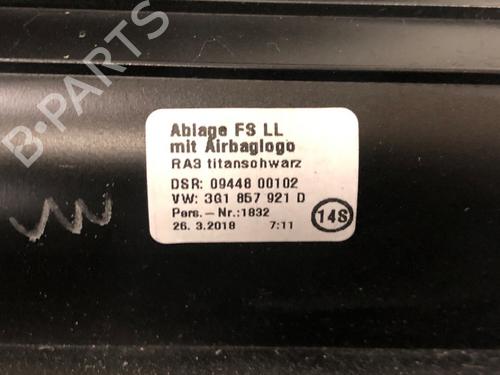 B-PARTS
Ablage FS LL
mit Airbaglogo
RA3 titanschwarz
DSR: 09448 00102
VW: 3G1 857 921 D
Pers.-Nr.:1832
26. 3.2018 7:11
14S